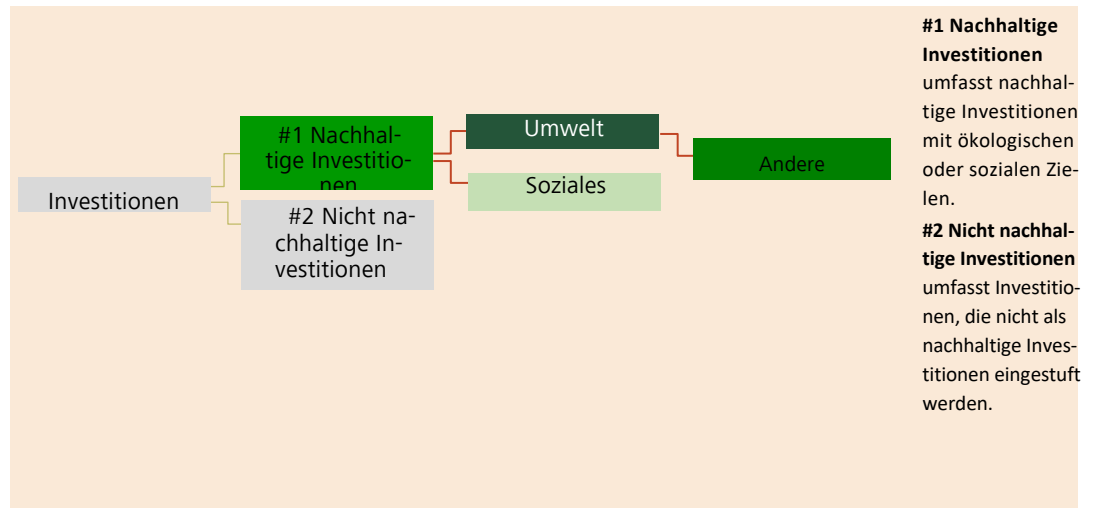 Investitionen
#1 Nachhal-
tige Investitio-
nen
#2 Nicht na-
chhaltige In-
vestitionen
Umwelt
Soziales
Andere
#1 Nachhaltige
Investitionen
umfasst nachhal-
tige Investitionen
mit ökologischen
oder sozialen Zie-
len.
#2 Nicht nachhal-
tige Investitionen
umfasst Investitio-
nen, die nicht als
nachhaltige Inves-
titionen eingestuft
werden.